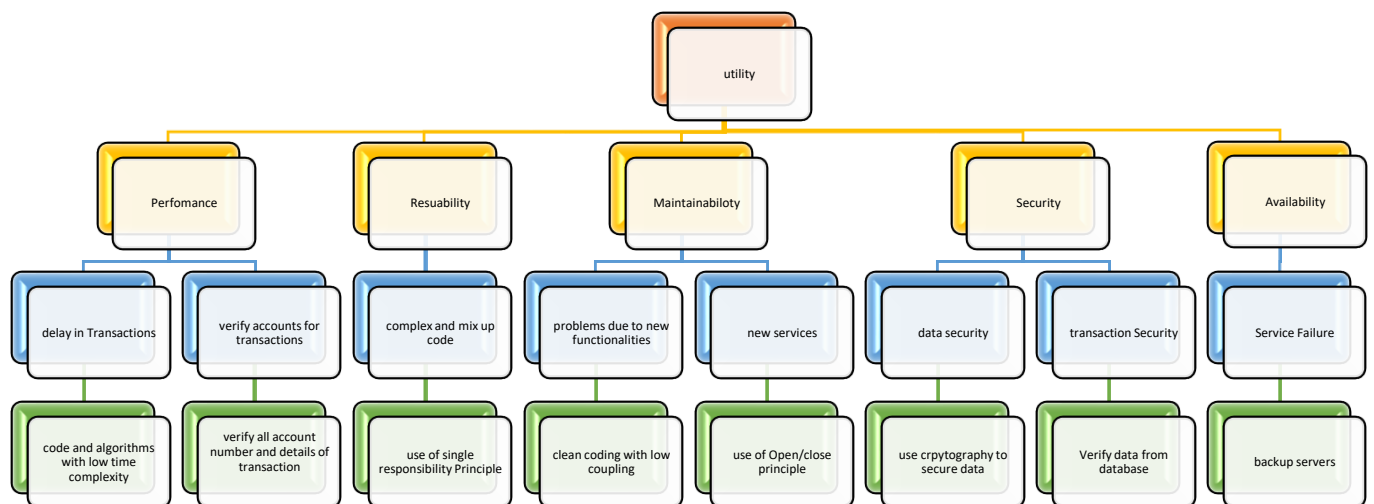 utility
Perfomance
Resuability
Maintainaboloty
Security
Availability
delay in Transactions
verify accounts for
transactions
complex and mix up
code
problems due to new
functionalities
new services
data security
transaction Security
Service Failure
code and algorithms
with low time
complexity
verify all account
number and details of
transaction
use of single
responsibility Principle
clean coding with low
coupling
use of Open/close
principle
use crpytography to
secure data
Verify data from
database
backup servers